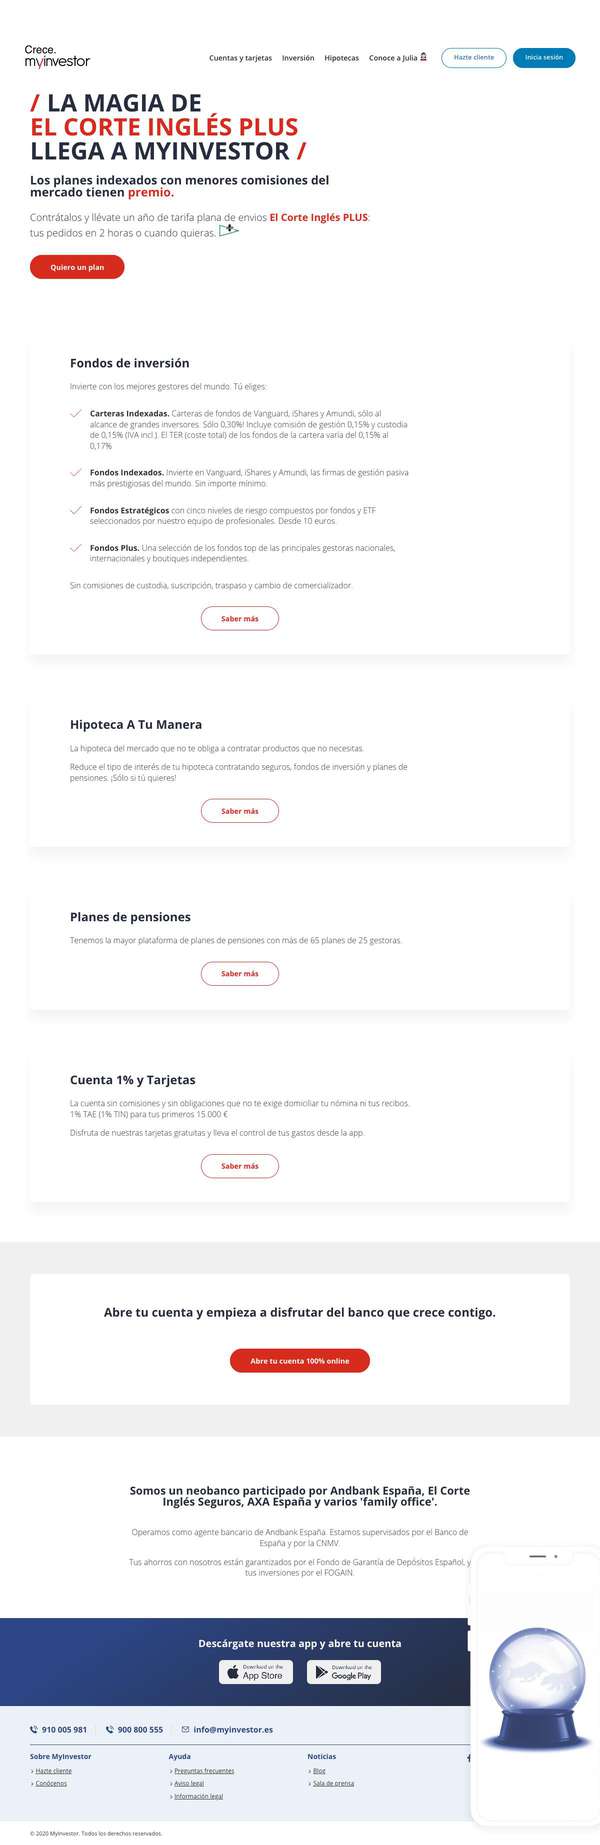 Crece.
myinvestor
Cuentas y tarjetas Inversión Hipotecas Conoce a Julia Hazte cliente Inicia sesión
/ LA MAGIA DE
EL CORTE INGLÉS PLUS
LLEGA A MYINVESTOR /
Los planes indexados con menores comisiones del
mercado tienen premio.
Contrátalos y llévate un año de tarifa plana de envios El Corte Inglés PLUS:
tus pedidos en 2 horas o cuando quieras.
Quiero un plan
Fondos de inversión
Invierte con los mejores gestores del mundo. Tú eliges:
Carteras Indexadas. Carteras de fondos de Vanguard, iShares y Amundi, sólo al
alcance de grandes inversores. Sólo 0,30%! Incluye comisión de gestión 0,15% y custodia
de 0,15% (IVA incl.). El TER (coste total) de los fondos de la cartera varía del 0,15% al
0,17%
Fondos Indexados. Invierte en Vanguard, iShares y Amundi, las firmas de gestión pasiva
más prestigiosas del mundo. Sin importe mínimo.
Fondos Estratégicos con cinco niveles de riesgo compuestos por fondos y ETF
seleccionados por nuestro equipo de profesionales. Desde 10 euros.
Fondos Plus. Una selección de los fondos top de las principales gestoras nacionales,
internacionales y boutiques independientes.
Sin comisiones de custodia, suscripción, traspaso y cambio de comercializador.
Saber más
Hipoteca A Tu Manera
La hipoteca del mercado que no te obliga a contratar productos que no necesitas.
Reduce el tipo de interés de tu hipoteca contratando seguros, fondos de inversión y planes de
pensiones. ¡Sólo si tú quieres!
Saber más
Planes de pensiones
Tenemos la mayor plataforma de planes de pensiones con más de 65 planes de 25 gestoras.
Saber más
Cuenta 1% y Tarjetas
La cuenta sin comisiones y sin obligaciones que no te exige domiciliar tu nómina ni tus recibos.
1% TAE (1% TIN) para tus primeros 15.000 €
Disfruta de nuestras tarjetas gratuitas y lleva el control de tus gastos desde la app.
Saber más
Abre tu cuenta y empieza a disfrutar del banco que crece contigo.
Abre tu cuenta 100% online
Somos un neobanco participado por Andbank España, El Corte
Inglés Seguros, AXA España y varios 'family office'.
Operamos como agente bancario de Andbank España. Estamos supervisados por el Banco de
España y por la CNMV.
Tus ahorros con nosotros están garantizados por el Fondo de Garantía de Depósitos Español, y
tus inversiones por el FOGAIN.
Descárgate nuestra app y abre tu cuenta
Download on the
App Store
Download on the
Google Play
910 005 981 900 800 555 info@myinvestor.es
Sobre MyInvestor Ayuda Noticias
> Hazte cliente > Preguntas frecuentes > Blog
> Conócenos > Aviso legal > Sala de prensa
> Información legal
© 2020 MyInvestor. Todos los derechos reservados.